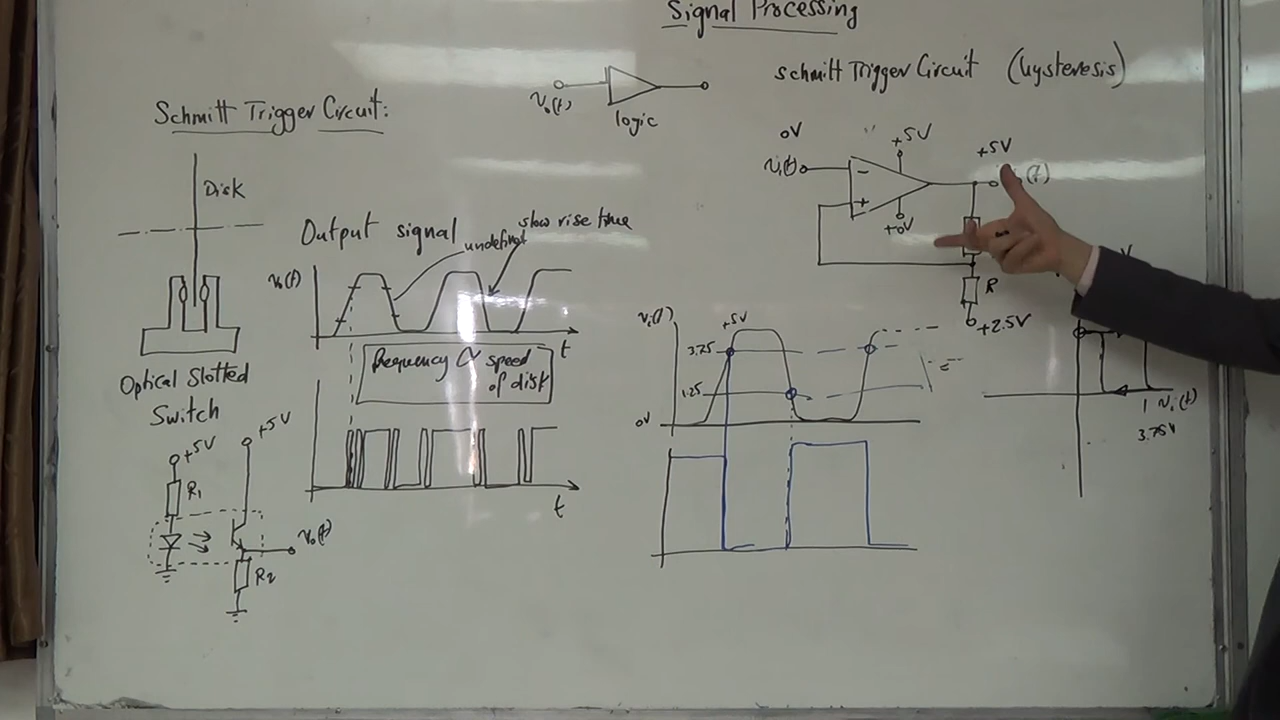 Signal Processing
Schmitt Trigger Circuit (hysteresis)
Schmitt Trigger Circuit:
v₀(t)
logic
Disk
0V
vᵢ(t)
+5V
+5V
(t)
-
+
+0V
R
+2.5V
Output signal
undefined
slow rise time
v₀(t)
t
frequency α speed
of disk
t
Optical Slotted
Switch
+5V
+5V
R₁
v₀(t)
R₂
vᵢ(t)
+5V
3.75
1.25
0V
V
vᵢ(t)
3.75V